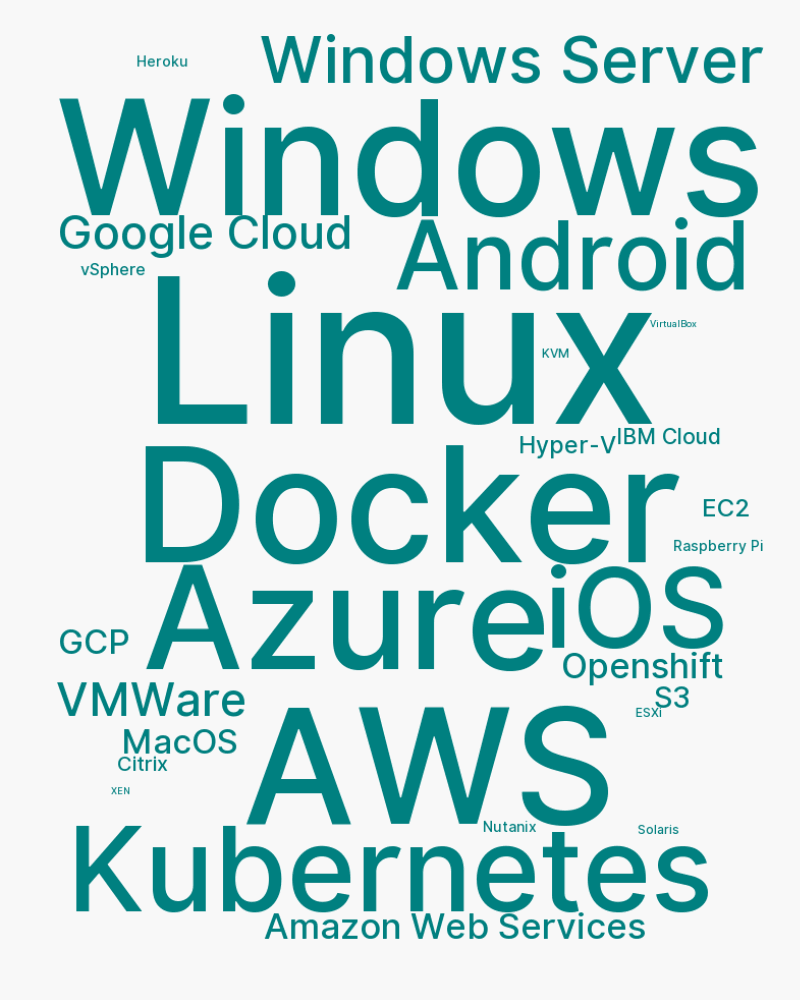 Heroku
Windows Server
Windows
Google Cloud
Android
vSphere
Linux
VirtualBox
KVM
IBM Cloud
Hyper-V
Docker
EC2
Raspberry Pi
Azure
iOS
GCP
Openshift
VMWare
S3
ESXi
AWS
MacOS
Citrix
XEN
Nutanix
Solaris
Kubernetes
Amazon Web Services